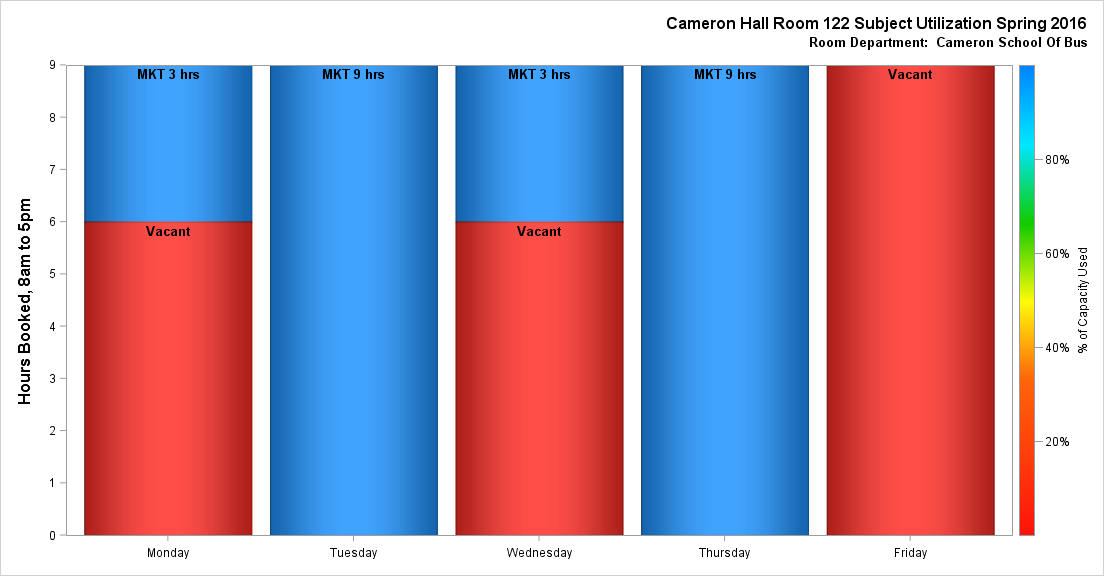 Cameron Hall Room 122 Subject Utilization Spring 2016
Room Department:  Cameron School Of Bus
Hours Booked, 8am to 5pm
9
8
7
6
5
4
3
2
1
0
MKT 3 hrs
Vacant
MKT 9 hrs
MKT 3 hrs
Vacant
MKT 9 hrs
Vacant
Monday
Tuesday
Wednesday
Thursday
Friday
80%
60%
40%
20%
% of Capacity Used